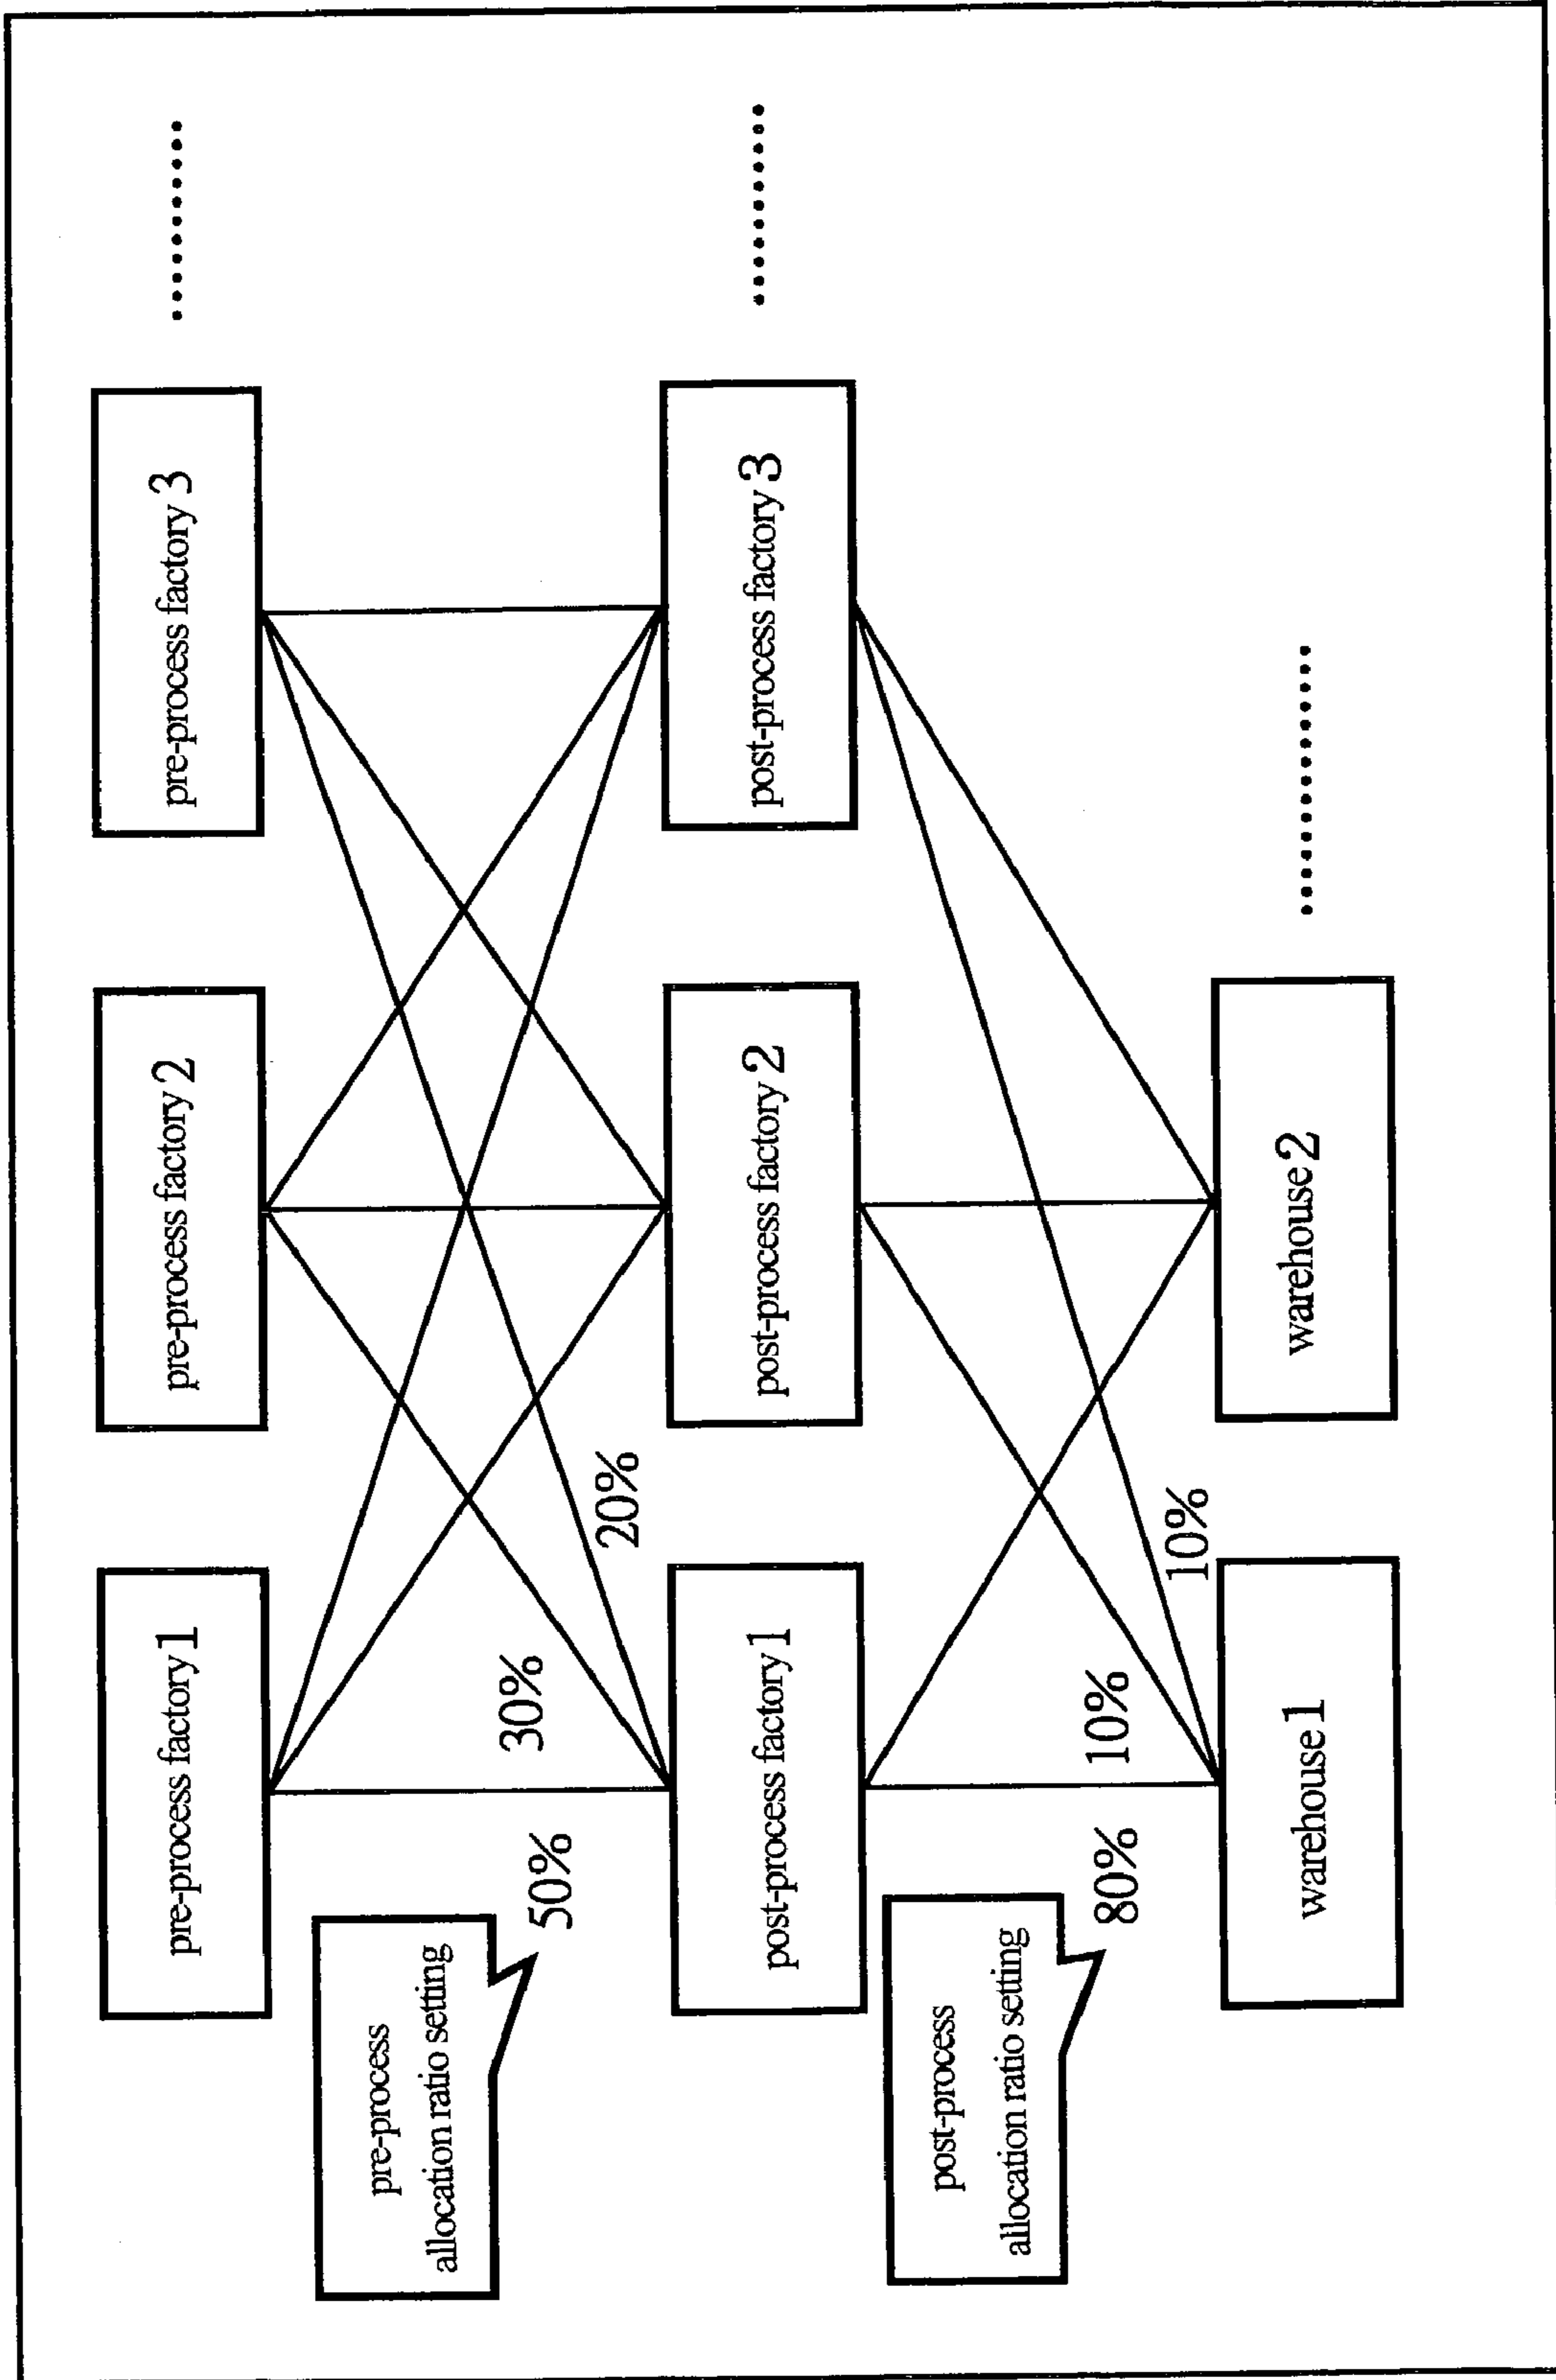 pre-process factory 1
pre-process factory 2
pre-process factory 3
..........
pre-process
allocation ratio setting
50%
30%
20%
post-process factory 1
post-process factory 2
post-process factory 3
..........
post-process
allocation ratio setting
80%
10%
10%
warehouse 1
warehouse 2
..............